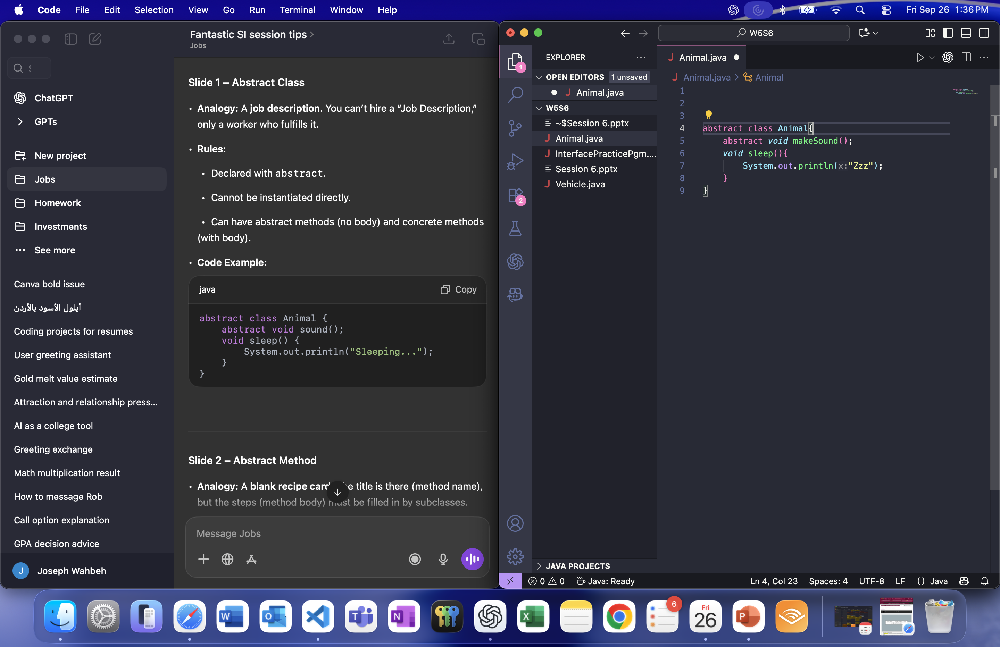 Code File Edit Selection View Go Run Terminal Window Help
Fri Sep 26 1:36 PM
ChatGPT
GPTs
New project
Jobs
Homework
Investments
See more
Canva bold issue
أيلول الأسود بالأردن
Coding projects for resumes
User greeting assistant
Gold melt value estimate
Attraction and relationship press...
AI as a college tool
Greeting exchange
Math multiplication result
How to message Rob
Call option explanation
GPA decision advice
J Joseph Wahbeh
Fantastic SI session tips
Jobs
Slide 1 – Abstract Class
• Analogy: A job description. You can’t hire a “Job Description,”
only a worker who fulfills it.
• Rules:
• Declared with abstract.
• Cannot be instantiated directly.
• Can have abstract methods (no body) and concrete methods
(with body).
• Code Example:
java Copy
abstract class Animal {
abstract void sound();
void sleep() {
System.out.println("Sleeping...");
}
}
Slide 2 – Abstract Method
• Analogy: A blank recipe card title is there (method name),
but the steps (method body) must be filled in by subclasses.
Message Jobs
W5S6
EXPLORER ...
OPEN EDITORS 1 unsaved
J Animal.java
W5S6
~$Session 6.pptx
J Animal.java
J InterfacePracticePgm....
Session 6.pptx
J Vehicle.java
JAVA PROJECTS
1
2
J Animal.java
J Animal.java > Animal
1
2
3
4 abstract class Animal{
5 abstract void makeSound();
6 void sleep(){
7 System.out.println(x:"Zzz");
8 }
9 }
0 0 Java: Ready Ln 4, Col 23 Spaces: 4 UTF-8 LF {} Java
W O T N X 6 Fri 26 P